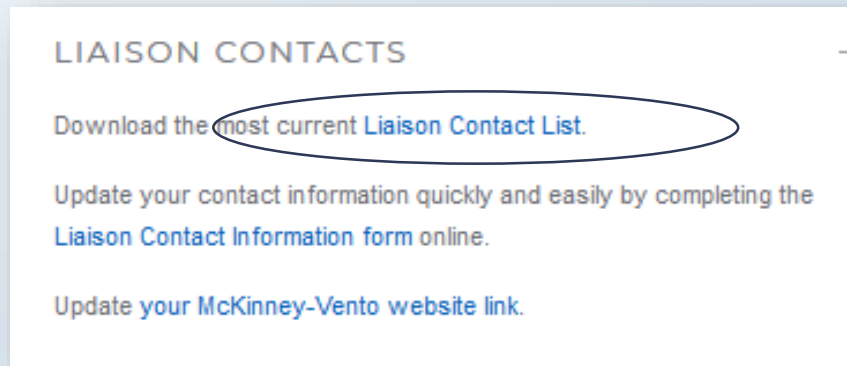 LIAISON CONTACTS
Download the most current Liaison Contact List.
Update your contact information quickly and easily by completing the
Liaison Contact Information form online.
Update your McKinney-Vento website link.